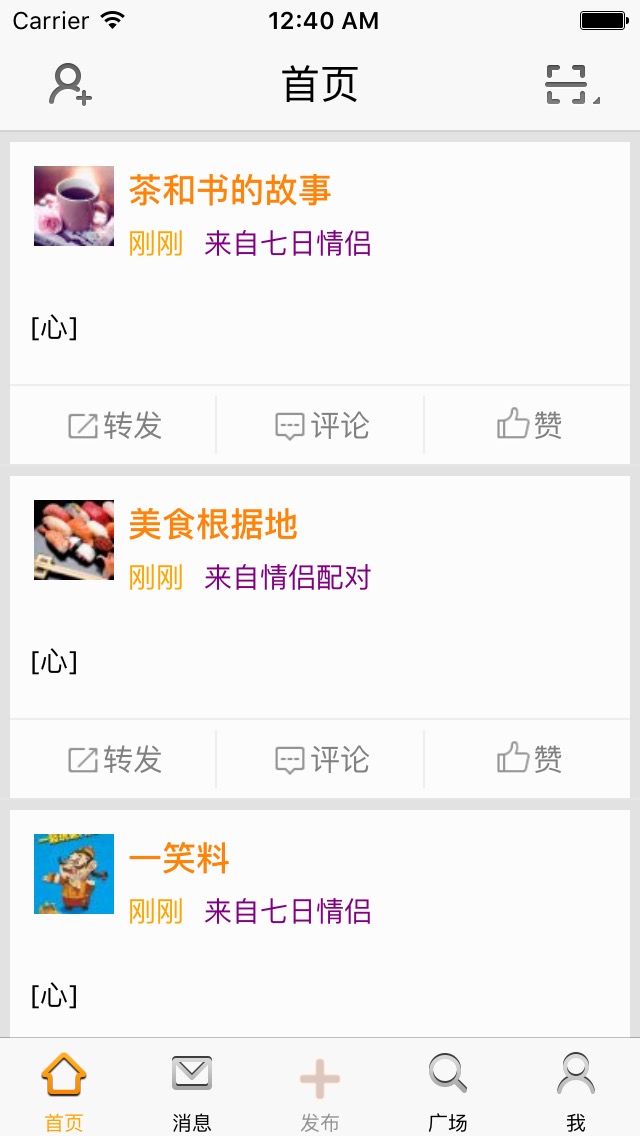 Carrier 12:40 AM
首页
茶和书的故事
刚刚 来自七日情侣
[心]
转发 评论 赞
美食根据地
刚刚 来自情侣配对
[心]
转发 评论 赞
一笑料
刚刚 来自七日情侣
[心]
首页 消息 发布 广场 我